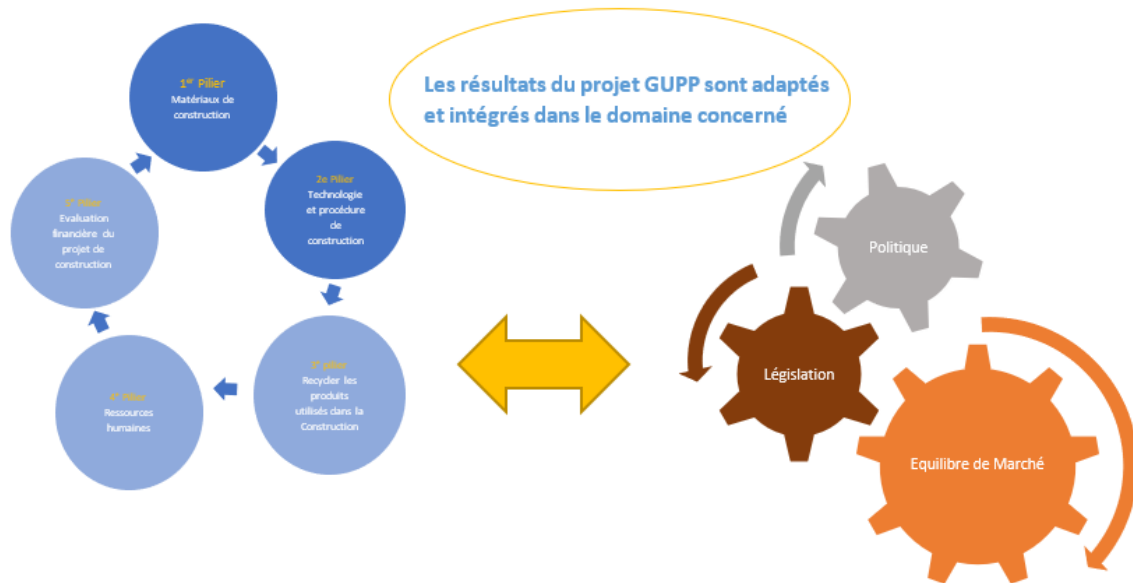 1er Pilier
Matériaux de
construction
2e Pilier
Technologie
et procédure
de
construction
3e pilier
Recycler les
produits
utilisés dans la
Construction
4e Pilier
Ressources
humaines
5e Pilier
Evaluation
financière du
projet de
construction
Les résultats du projet GUPP sont adaptés
et intégrés dans le domaine concerné
Politique
Législation
Equilibre de Marché